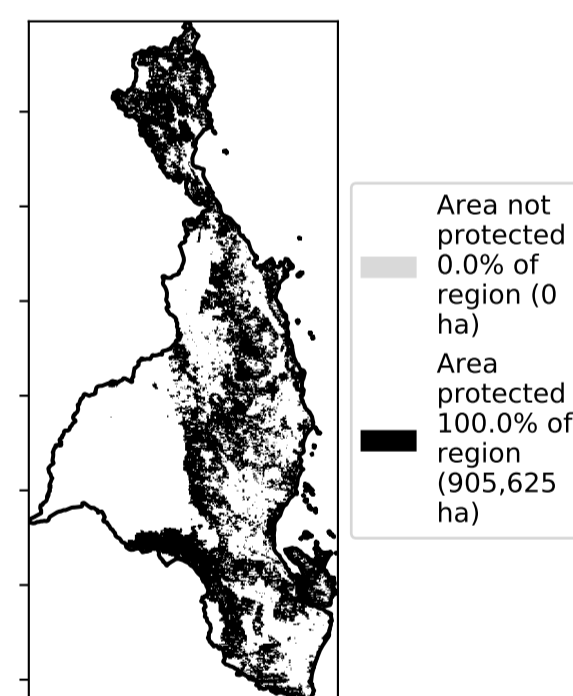 Area not
protected
0.0% of
region (0
ha)
Area
protected
100.0% of
region
(905,625
ha)